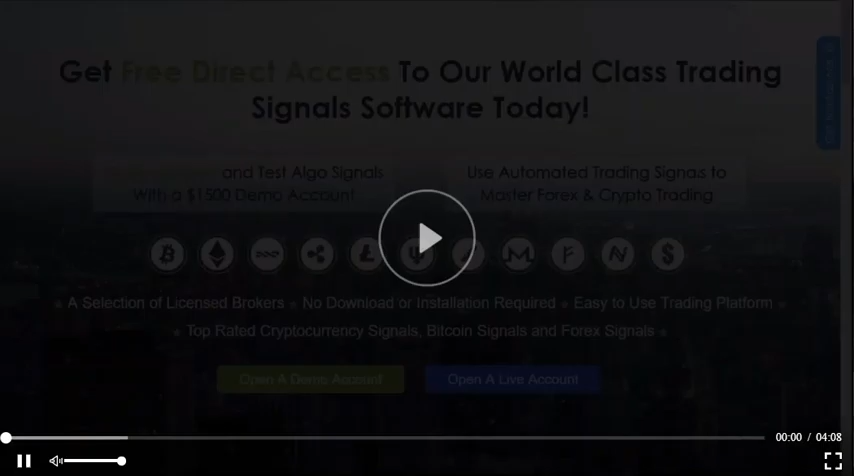 Get Free Direct Access To Our World Class Trading
Signals Software Today!
and Test Algo Signals
With a $1500 Demo Account
Use Automated Trading Signals to
Master Forex & Crypto Trading
A Selection of Licensed Brokers No Download or Installation Required Easy to Use Trading Platform
Top Rated Cryptocurrency Signals, Bitcoin Signals and Forex Signals
Open A Demo Account
Open A Live Account
00:00 / 04:08